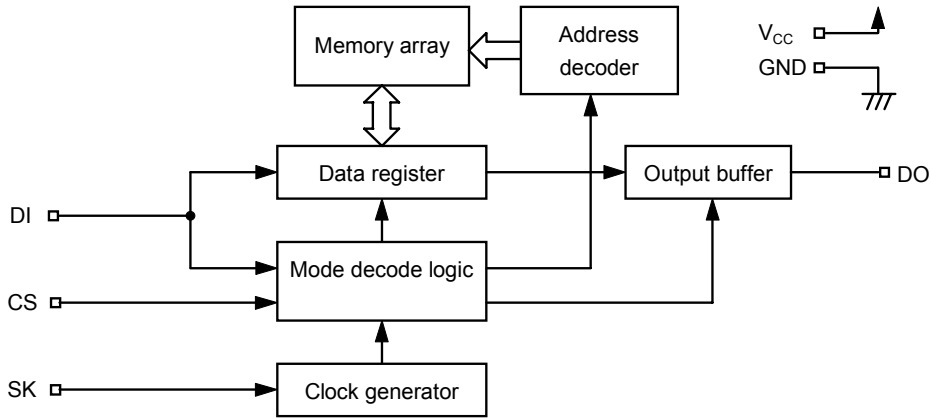 Memory array
Address
decoder
VCC
GND
Data register
Output buffer
DO
DI
Mode decode logic
CS
SK
Clock generator